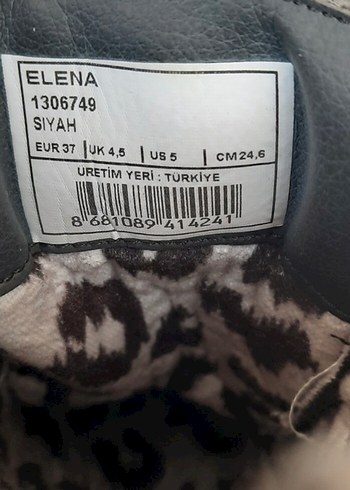 ELENA
1306749
SIYAH
EUR 37 | UK 4,5 | US 5 | CM 24,6
URETIM YERI : TÜRKIYE
8 681089 414241